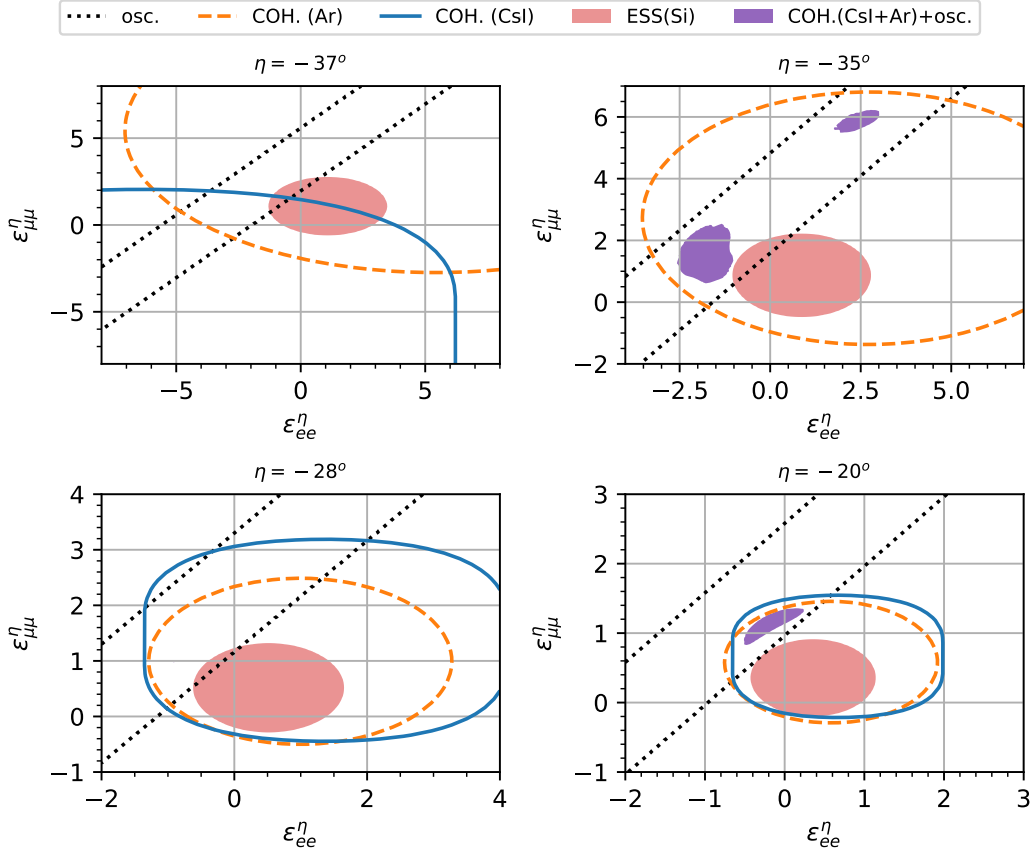 osc. COH. (Ar) COH. (CsI) ESS(Si) COH.(CsI+Ar)+osc.
η = −37° η = −35°
5 6
0 4
−5 2
0
−2
−5 0 5 −2.5 0.0 2.5 5.0
ε^η_μμ ε^η_μμ
ε^η_ee ε^η_ee
η = −28° η = −20°
4 3
3 2
2 1
1 0
0 −1
−1
−2 0 2 4 −2 −1 0 1 2 3
ε^η_μμ ε^η_μμ
ε^η_ee ε^η_ee